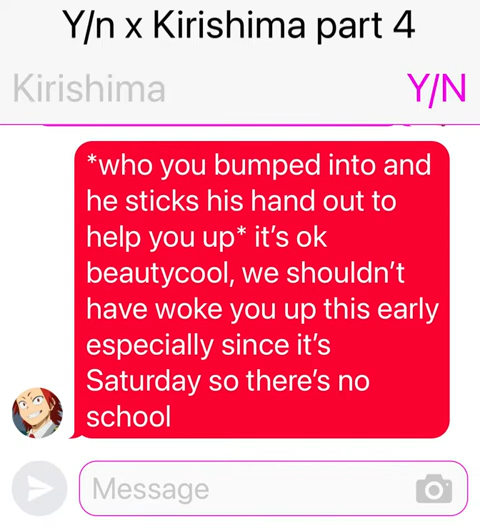 Y/n x Kirishima part 4
Kirishima
Y/N
*who you bumped into and
he sticks his hand out to
help you up* it's ok
beautycool, we shouldn't
have woke you up this early
especially since it's
Saturday so there's no
school
Message